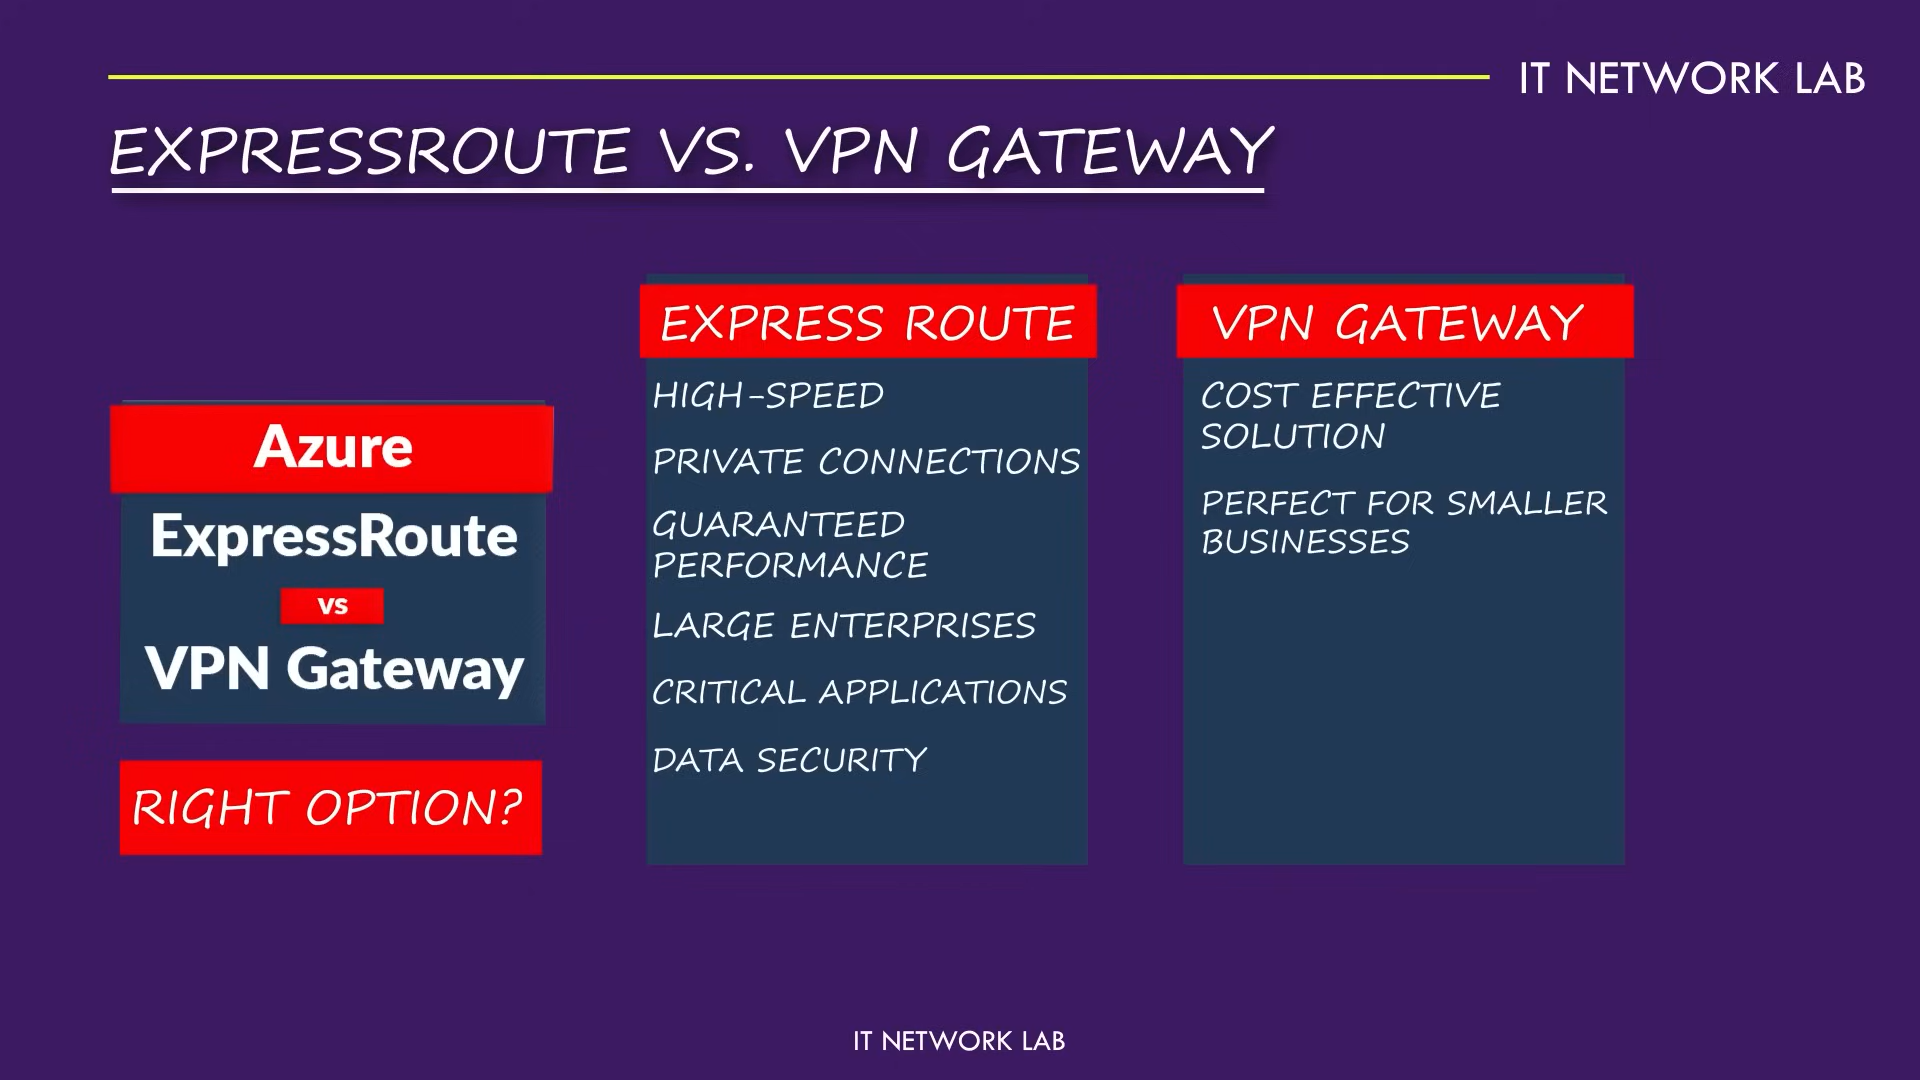 IT NETWORK LAB
EXPRESSROUTE VS. VPN GATEWAY
Azure
ExpressRoute
vs
VPN Gateway
RIGHT OPTION?
EXPRESS ROUTE
HIGH-SPEED
PRIVATE CONNECTIONS
GUARANTEED
PERFORMANCE
LARGE ENTERPRISES
CRITICAL APPLICATIONS
DATA SECURITY
VPN GATEWAY
COST EFFECTIVE
SOLUTION
PERFECT FOR SMALLER
BUSINESSES
IT NETWORK LAB